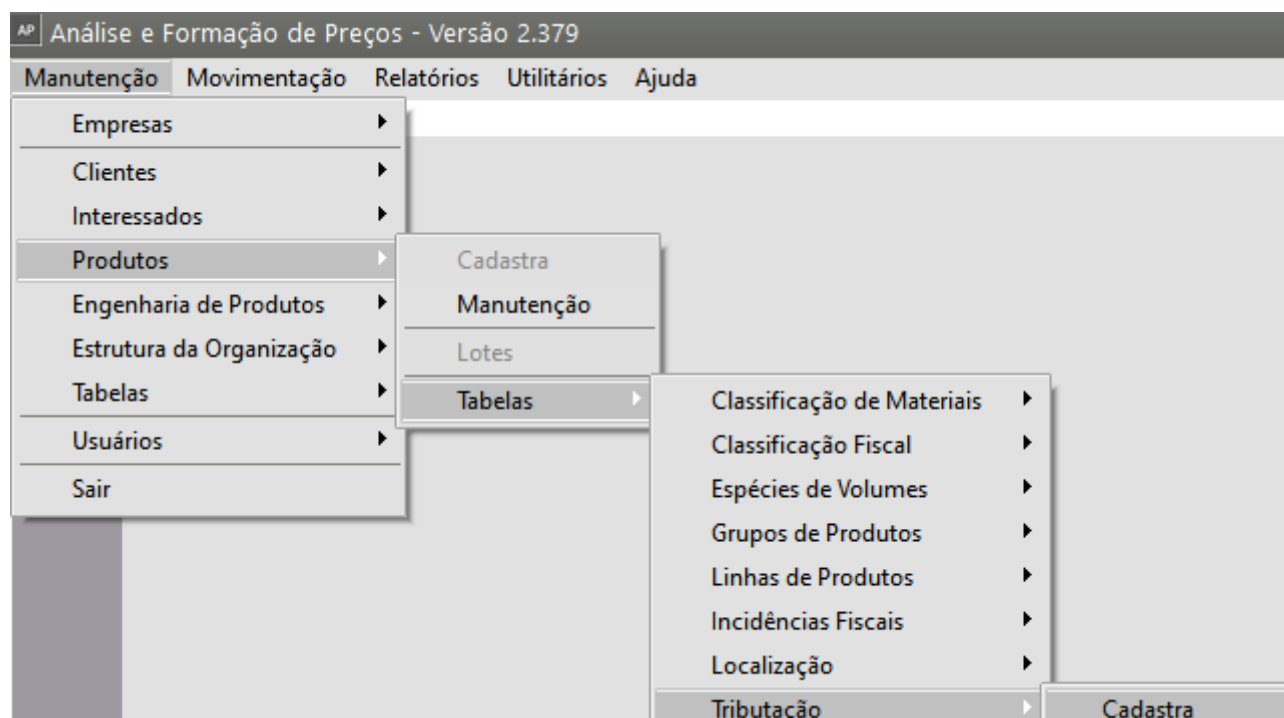 AP Análise e Formação de Preços - Versão 2.379
Manutenção Movimentação Relatórios Utilitários Ajuda
Empresas
Clientes
Interessados
Produtos
Engenharia de Produtos
Estrutura da Organização
Tabelas
Usuários
Sair
Cadastra
Manutenção
Lotes
Tabelas
Classificação de Materiais
Classificação Fiscal
Espécies de Volumes
Grupos de Produtos
Linhas de Produtos
Incidências Fiscais
Localização
Tributação
Cadastra